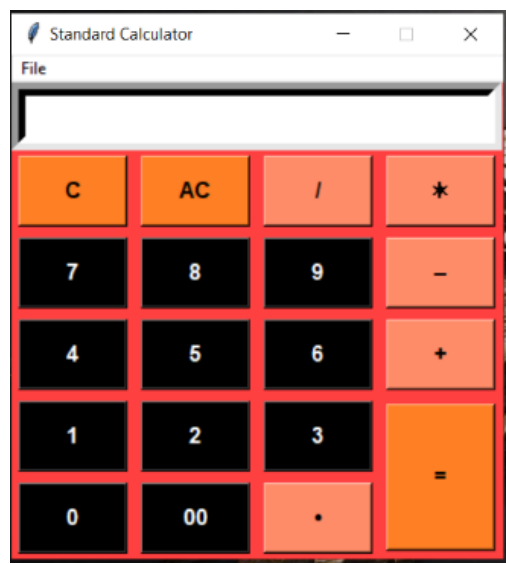 Standard Calculator
File
C AC / *
7 8 9 –
4 5 6 +
1 2 3
=
0 00 •